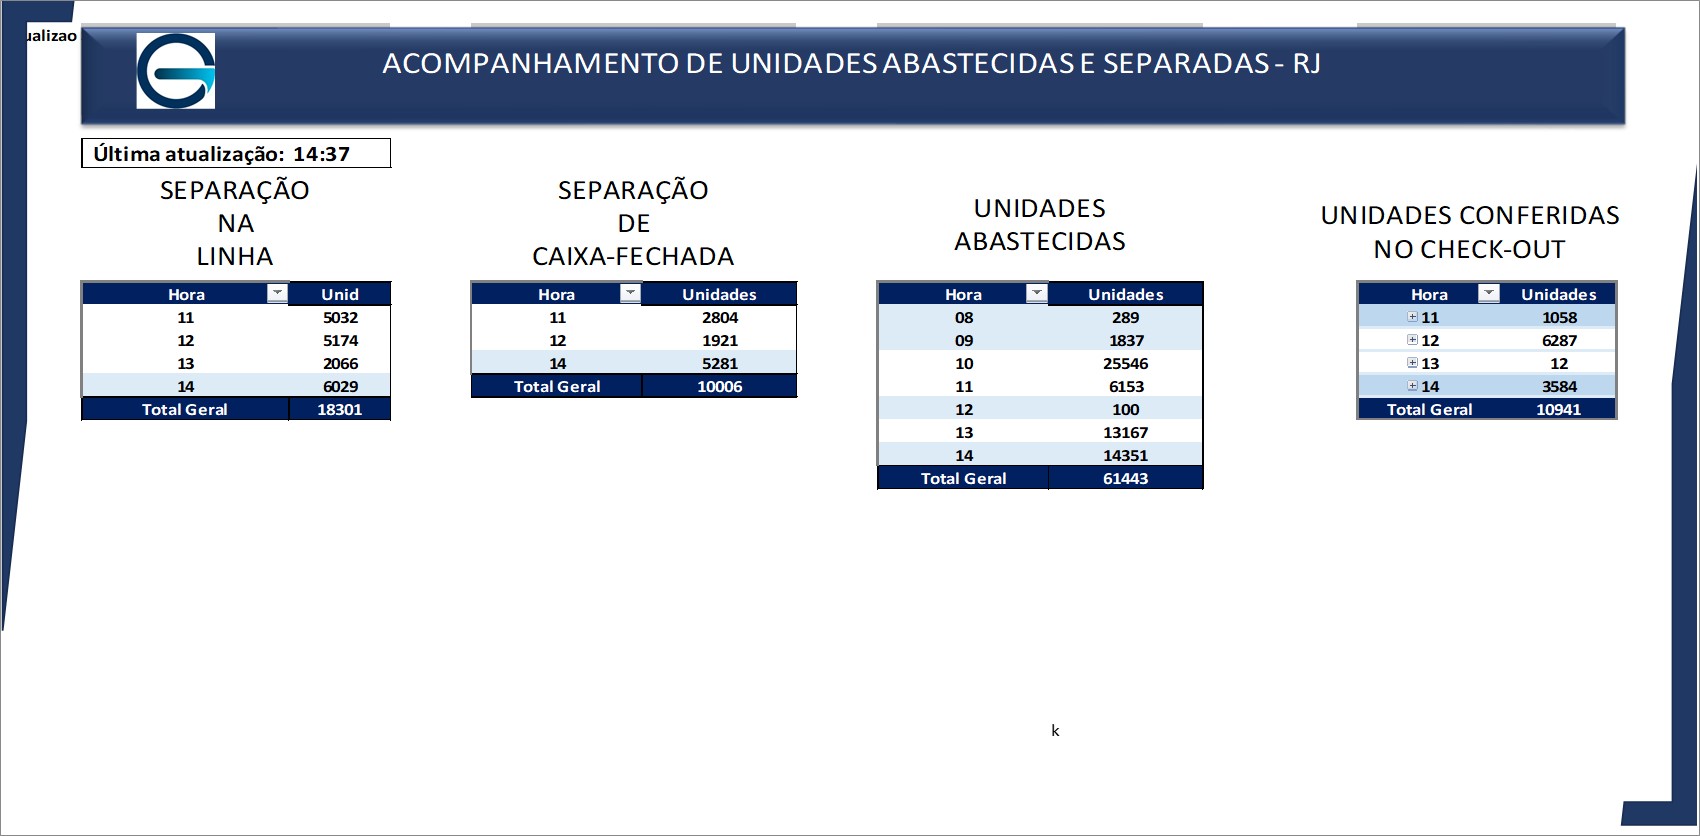 ualizao
ACOMPANHAMENTO DE UNIDADES ABASTECIDAS E SEPARADAS - RJ
Última atualização: 14:37
SEPARAÇÃO
NA
LINHA
Hora Unid
11 5032
12 5174
13 2066
14 6029
Total Geral 18301
SEPARAÇÃO
DE
CAIXA-FECHADA
Hora Unidades
11 2804
12 1921
14 5281
Total Geral 10006
UNIDADES
ABASTECIDAS
Hora Unidades
08 289
09 1837
10 25546
11 6153
12 100
13 13167
14 14351
Total Geral 61443
UNIDADES CONFERIDAS
NO CHECK-OUT
Hora Unidades
11 1058
12 6287
13 12
14 3584
Total Geral 10941
k